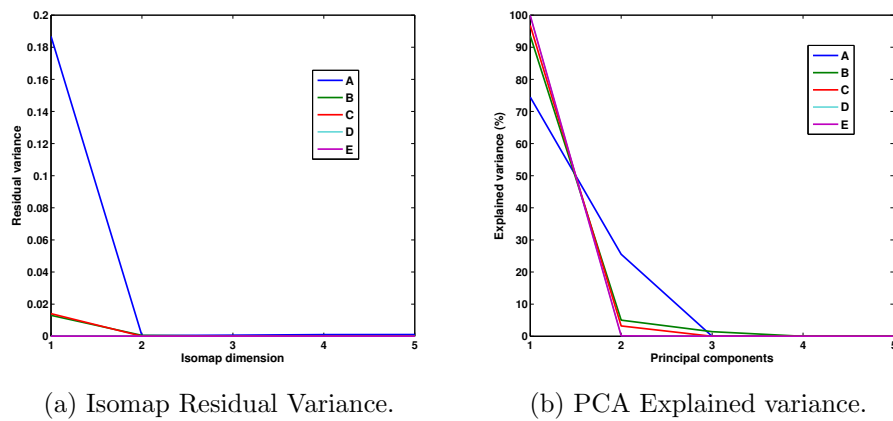 0.2
0.18
0.16
0.14
0.12
0.1
0.08
0.06
0.04
0.02
0
Residual variance
1 2 3 4 5
Isomap dimension
A
B
C
D
E
(a) Isomap Residual Variance.
100
90
80
70
60
50
40
30
20
10
0
Explained variance (%)
1 2 3 4 5
Principal components
A
B
C
D
E
(b) PCA Explained variance.